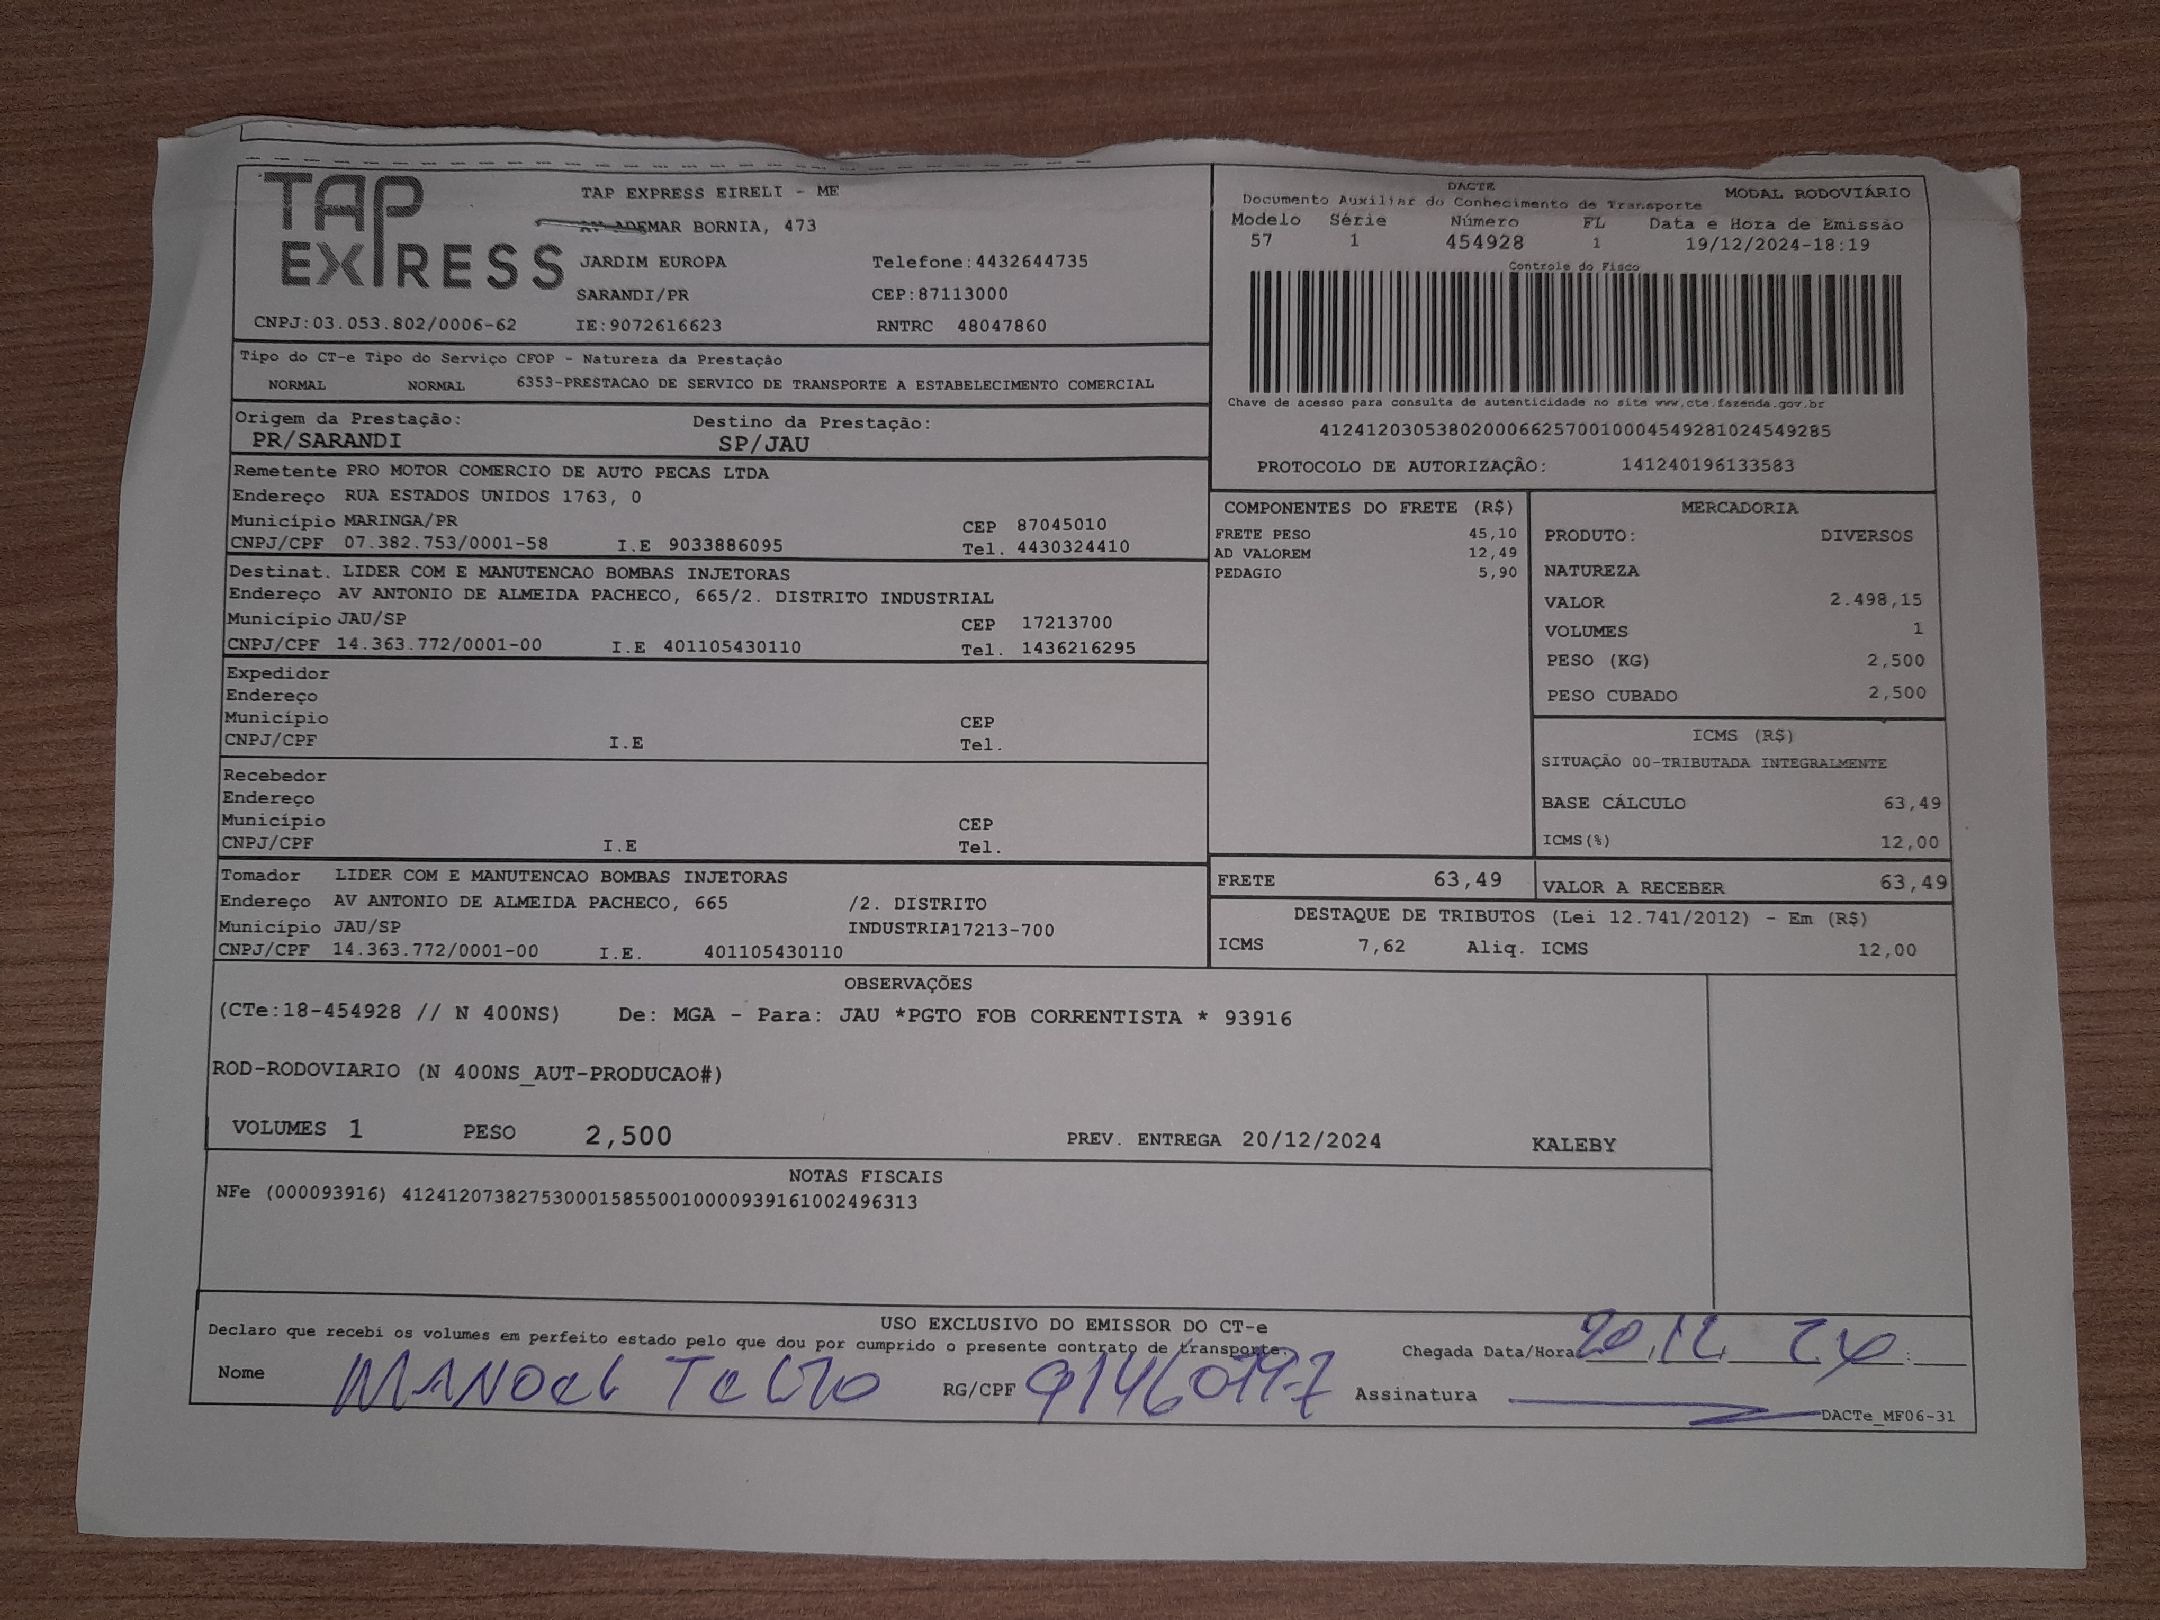 TAP EXPRESS
TAP EXPRESS EIRELI - ME
ADEMAR BORNIA, 473
JARDIM EUROPA Telefone:4432644735
SARANDI/PR CEP:87113000
CNPJ:03.053.802/0006-62 IE:9072616623 RNTRC 48047860
DACTE MODAL RODOVIÁRIO
Documento Auxiliar do Conhecimento de Transporte
Modelo Série Número FL Data e Hora de Emissão
57 1 454928 1 19/12/2024-18:19
Controle do Fisco
Chave de acesso para consulta de autenticidade no site www.cte.fazenda.gov.br
41241203053802000662570010004549281024549285
PROTOCOLO DE AUTORIZAÇÃO: 141240196133583
Tipo do CT-e Tipo do Serviço CFOP - Natureza da Prestação
NORMAL NORMAL 6353-PRESTACAO DE SERVICO DE TRANSPORTE A ESTABELECIMENTO COMERCIAL
Origem da Prestação: Destino da Prestação:
PR/SARANDI SP/JAU
Remetente PRO MOTOR COMERCIO DE AUTO PECAS LTDA
Endereço RUA ESTADOS UNIDOS 1763, 0
Município MARINGA/PR CEP 87045010
CNPJ/CPF 07.382.753/0001-58 I.E 9033886095 Tel. 4430324410
Destinat. LIDER COM E MANUTENCAO BOMBAS INJETORAS
Endereço AV ANTONIO DE ALMEIDA PACHECO, 665/2. DISTRITO INDUSTRIAL
Município JAU/SP CEP 17213700
CNPJ/CPF 14.363.772/0001-00 I.E 401105430110 Tel. 1436216295
Expedidor
Endereço
Município CEP
CNPJ/CPF I.E Tel.
Recebedor
Endereço
Município CEP
CNPJ/CPF I.E Tel.
Tomador LIDER COM E MANUTENCAO BOMBAS INJETORAS
Endereço AV ANTONIO DE ALMEIDA PACHECO, 665 /2. DISTRITO
Município JAU/SP INDUSTRIA17213-700
CNPJ/CPF 14.363.772/0001-00 I.E. 401105430110
COMPONENTES DO FRETE (R$)
FRETE PESO 45,10
AD VALOREM 12,49
PEDAGIO 5,90
MERCADORIA
PRODUTO: DIVERSOS
NATUREZA
VALOR 2.498,15
VOLUMES 1
PESO (KG) 2,500
PESO CUBADO 2,500
ICMS (R$)
SITUAÇÃO 00-TRIBUTADA INTEGRALMENTE
BASE CÁLCULO 63,49
ICMS(%) 12,00
FRETE 63,49 VALOR A RECEBER 63,49
DESTAQUE DE TRIBUTOS (Lei 12.741/2012) - Em (R$)
ICMS 7,62 Aliq. ICMS 12,00
OBSERVAÇÕES
(CTe:18-454928 // N 400NS) De: MGA - Para: JAU *PGTO FOB CORRENTISTA * 93916
ROD-RODOVIARIO (N 400NS_AUT-PRODUCAO#)
VOLUMES 1 PESO 2,500 PREV. ENTREGA 20/12/2024 KALEBY
NOTAS FISCAIS
NFe (000093916) 41241207382753000158550010000939161002496313
USO EXCLUSIVO DO EMISSOR DO CT-e
Declaro que recebi os volumes em perfeito estado pelo que dou por cumprido o presente contrato de transporte.
Chegada Data/Hora 20.12 24 :
Nome MANOEL RG/CPF Assinatura
DACTe_MF06-31